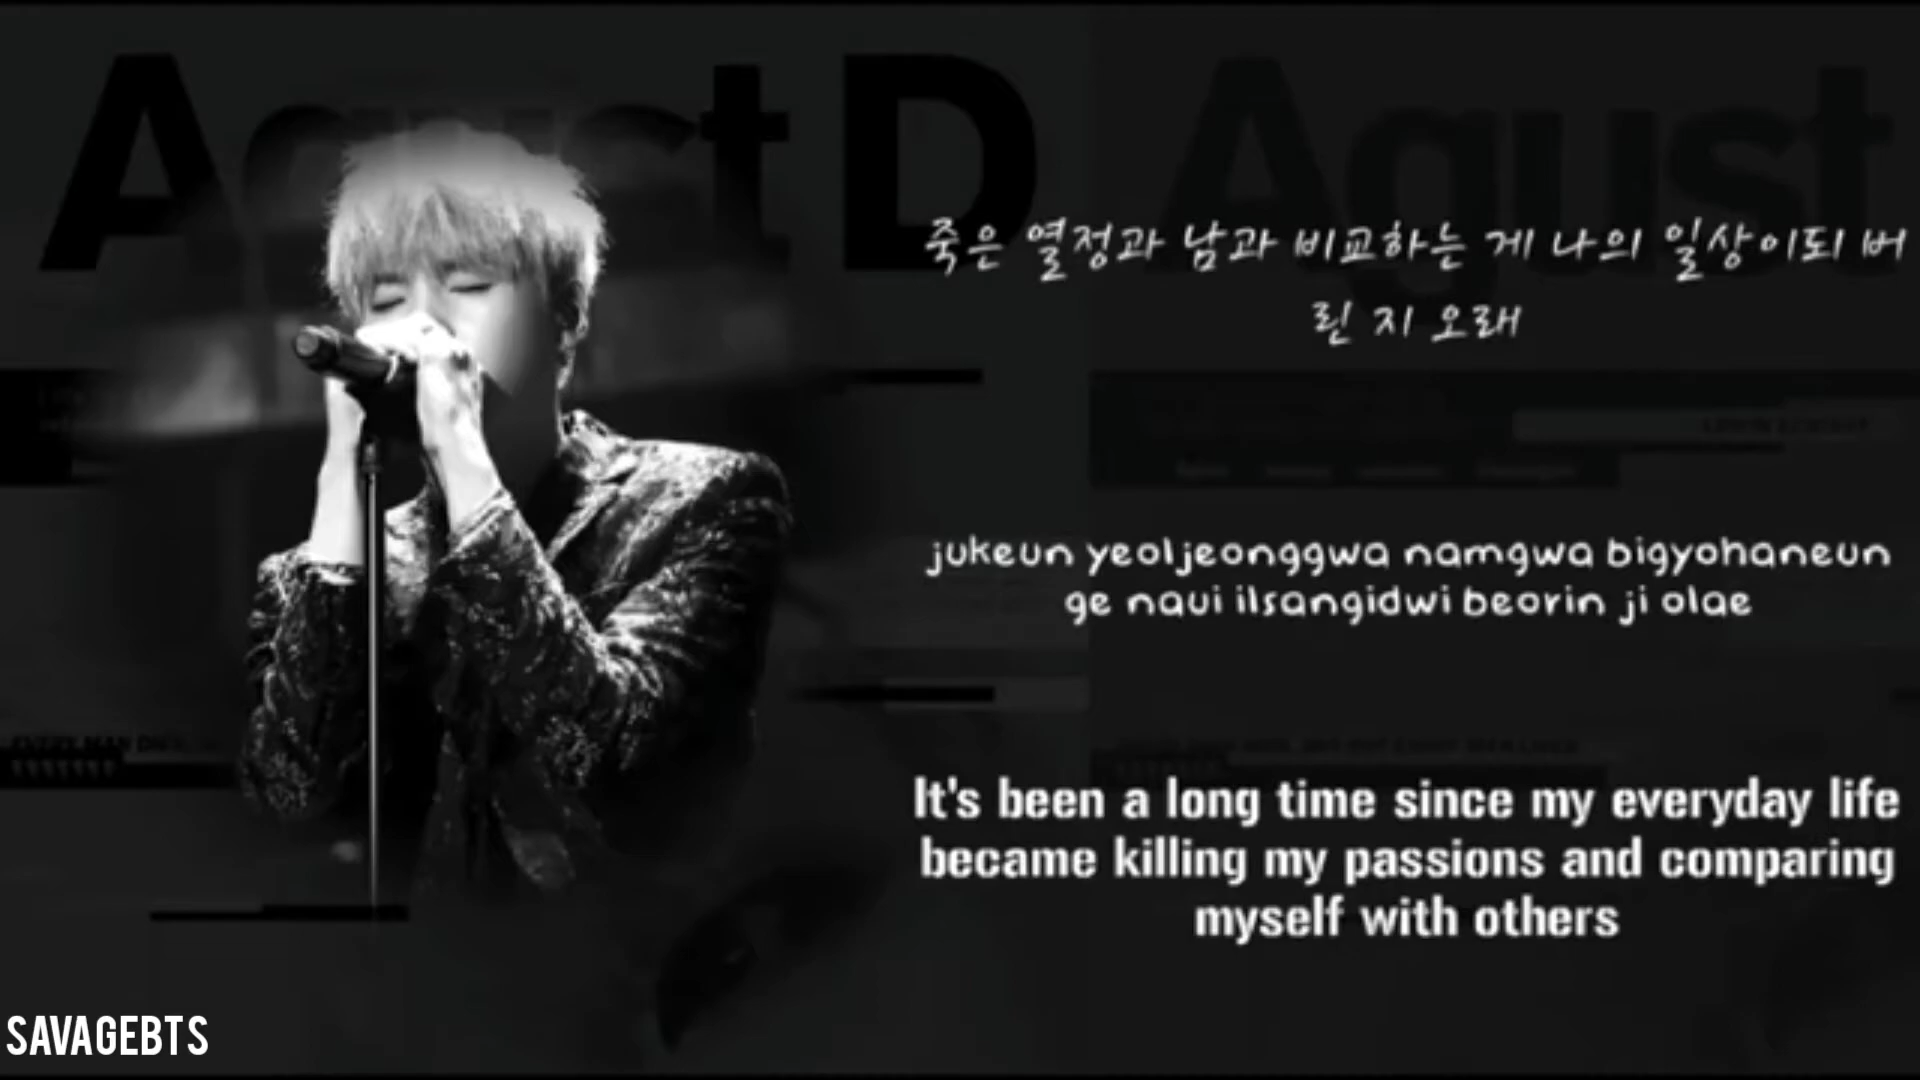 Agust D
Agust
죽은 열정과 남과 비교하는 게 나의 일상이되 버
린 지 오래
jukeun yeoljeonggwa namgwa bigyohaneun
ge naui ilsangidwi beorin ji olae
It's been a long time since my everyday life
became killing my passions and comparing
myself with others
SAVAGEBTS